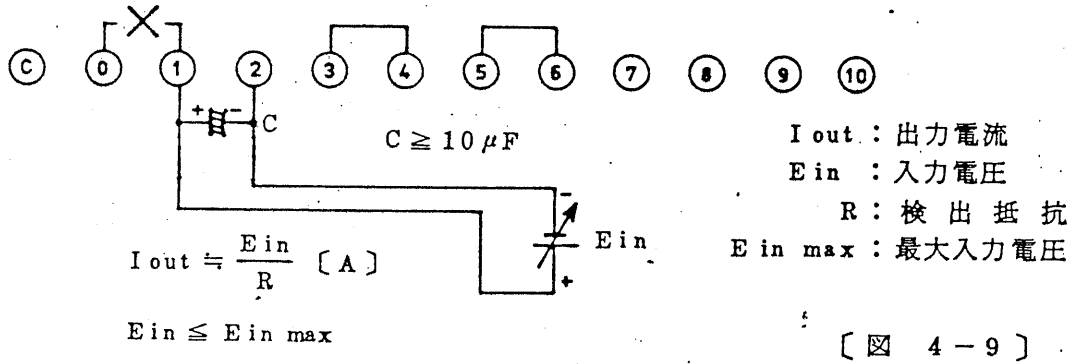 C 0 1 2 3 4 5 6 7 8 9 10
+ - C
C ≧ 10 μF
I out : 出力電流
E in : 入力電圧
R : 検出抵抗
E in max : 最大入力電圧
- 
E in
+
I out ≒ E in / R 〔A〕
E in ≦ E in max
〔図 4-9〕